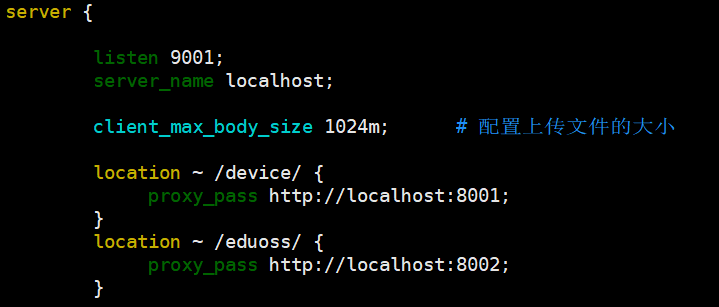 server {
listen 9001;
server_name localhost;
client_max_body_size 1024m; # 配置上传文件的大小
location ~ /device/ {
proxy_pass http://localhost:8001;
}
location ~ /eduoss/ {
proxy_pass http://localhost:8002;
}